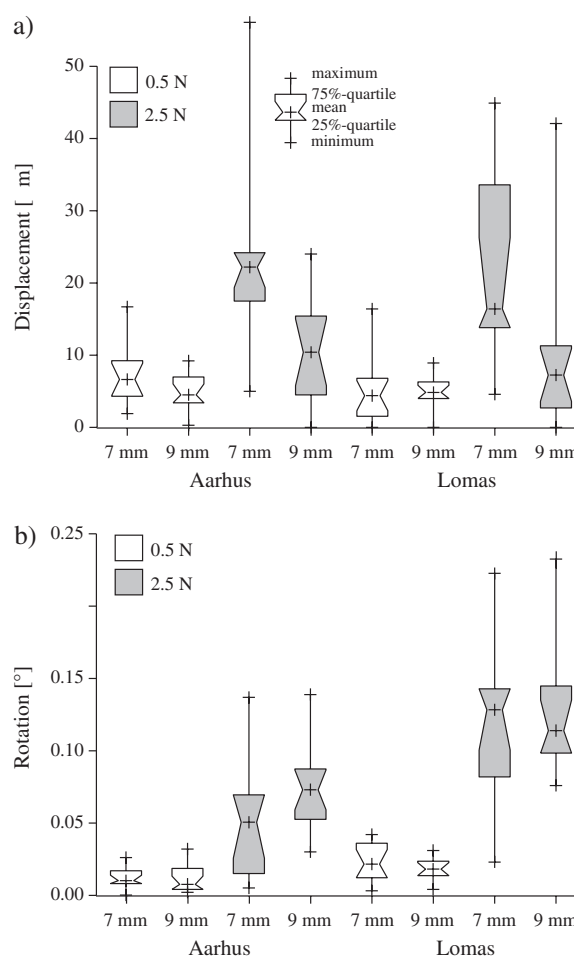 a)
0.5 N
2.5 N
maximum
75%-quartile
mean
25%-quartile
minimum
Displacement [ m]
50
40
30
20
10
0
7 mm 9 mm 7 mm 9 mm 7 mm 9 mm 7 mm 9 mm
Aarhus Lomas
b)
0.5 N
2.5 N
Rotation [°]
0.25
0.15
0.10
0.05
0.00
7 mm 9 mm 7 mm 9 mm 7 mm 9 mm 7 mm 9 mm
Aarhus Lomas